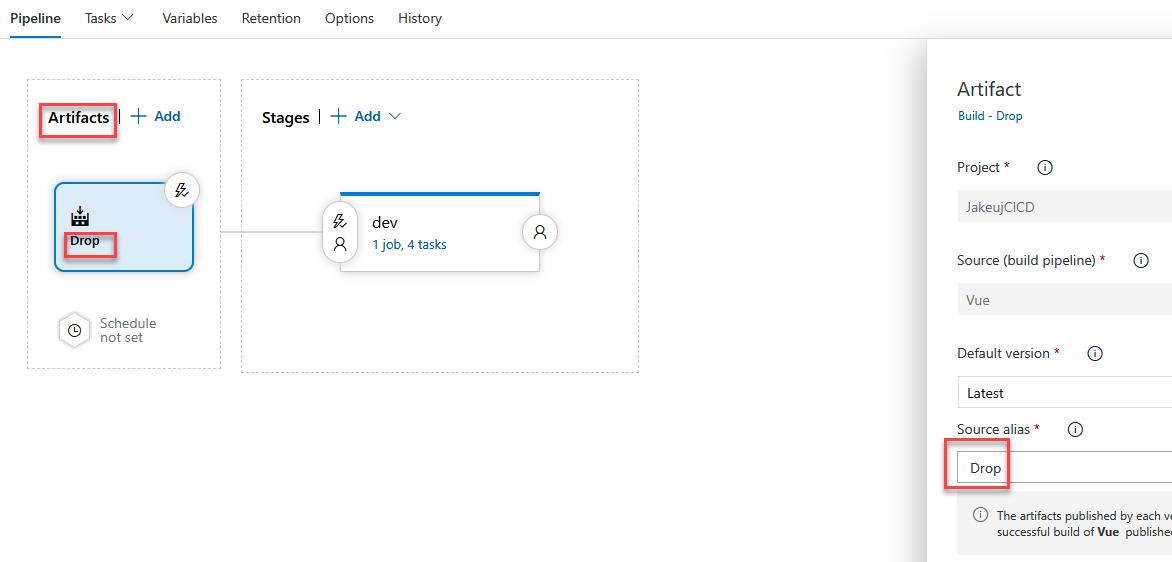 Pipeline Tasks Variables Retention Options History
Artifacts | + Add
Stages | + Add
Drop
dev
1 job, 4 tasks
Schedule
not set
Artifact
Build - Drop
Project *
JakeujCICD
Source (build pipeline) *
Vue
Default version *
Latest
Source alias *
Drop
The artifacts published by each
successful build of Vue